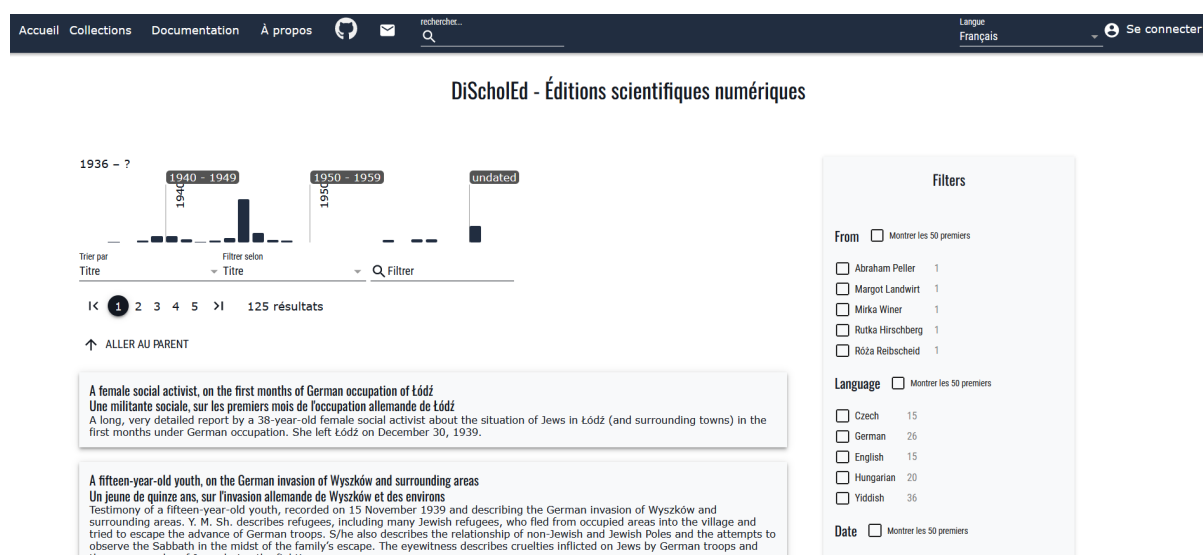 Accueil Collections Documentation À propos rechercher... Langue Français Se connecter
DiScholEd - Éditions scientifiques numériques
1936 – ?
1940 - 1949 1950 - 1959 undated
1940 1950
Trier par Filtrer selon
Titre Titre Filtrer
1 2 3 4 5 125 résultats
ALLER AU PARENT
A female social activist, on the first months of German occupation of Łódź
Une militante sociale, sur les premiers mois de l'occupation allemande de Łódź
A long, very detailed report by a 38-year-old female social activist about the situation of Jews in Łódź (and surrounding towns) in the
first months under German occupation. She left Łódź on December 30, 1939.
A fifteen-year-old youth, on the German invasion of Wyszków and surrounding areas
Un jeune de quinze ans, sur l'invasion allemande de Wyszków et des environs
Testimony of a fifteen-year-old youth, recorded on 15 November 1939 and describing the German invasion of Wyszków and
surrounding areas. Y. M. Sh. describes refugees, including many Jewish refugees, who fled from occupied areas into the village and
tried to escape the advance of German troops. S/he also describes the relationship of non-Jewish and Jewish Poles and the attempts to
observe the Sabbath in the midst of the family's escape. The eyewitness describes cruelties inflicted on Jews by German troops and
Filters
From Montrer les 50 premiers
Abraham Peller 1
Margot Landwirt 1
Mirka Winer 1
Rutka Hirschberg 1
Róża Reibscheid 1
Language Montrer les 50 premiers
Czech 15
German 26
English 15
Hungarian 20
Yiddish 36
Date Montrer les 50 premiers